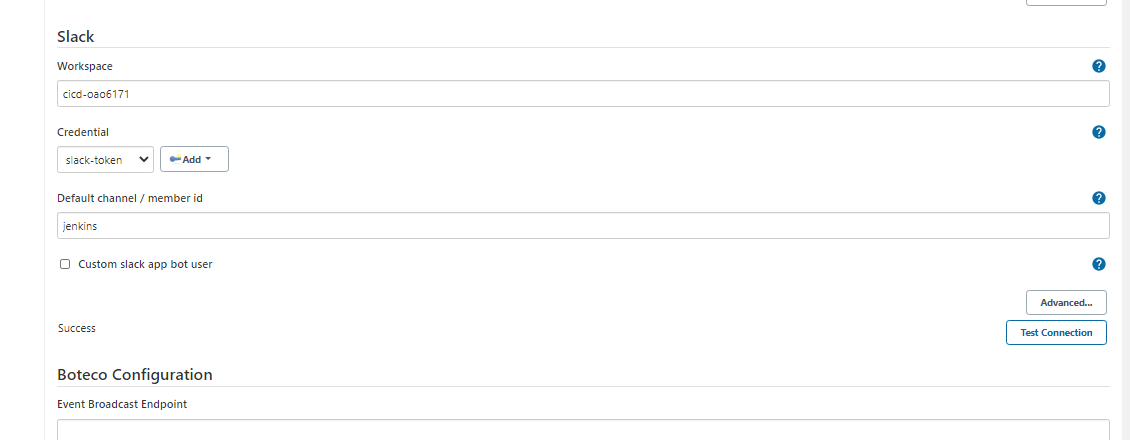 Slack
Workspace
cicd-oao6171
Credential
slack-token
Add
Default channel / member id
jenkins
Custom slack app bot user
Advanced...
Success
Test Connection
Boteco Configuration
Event Broadcast Endpoint